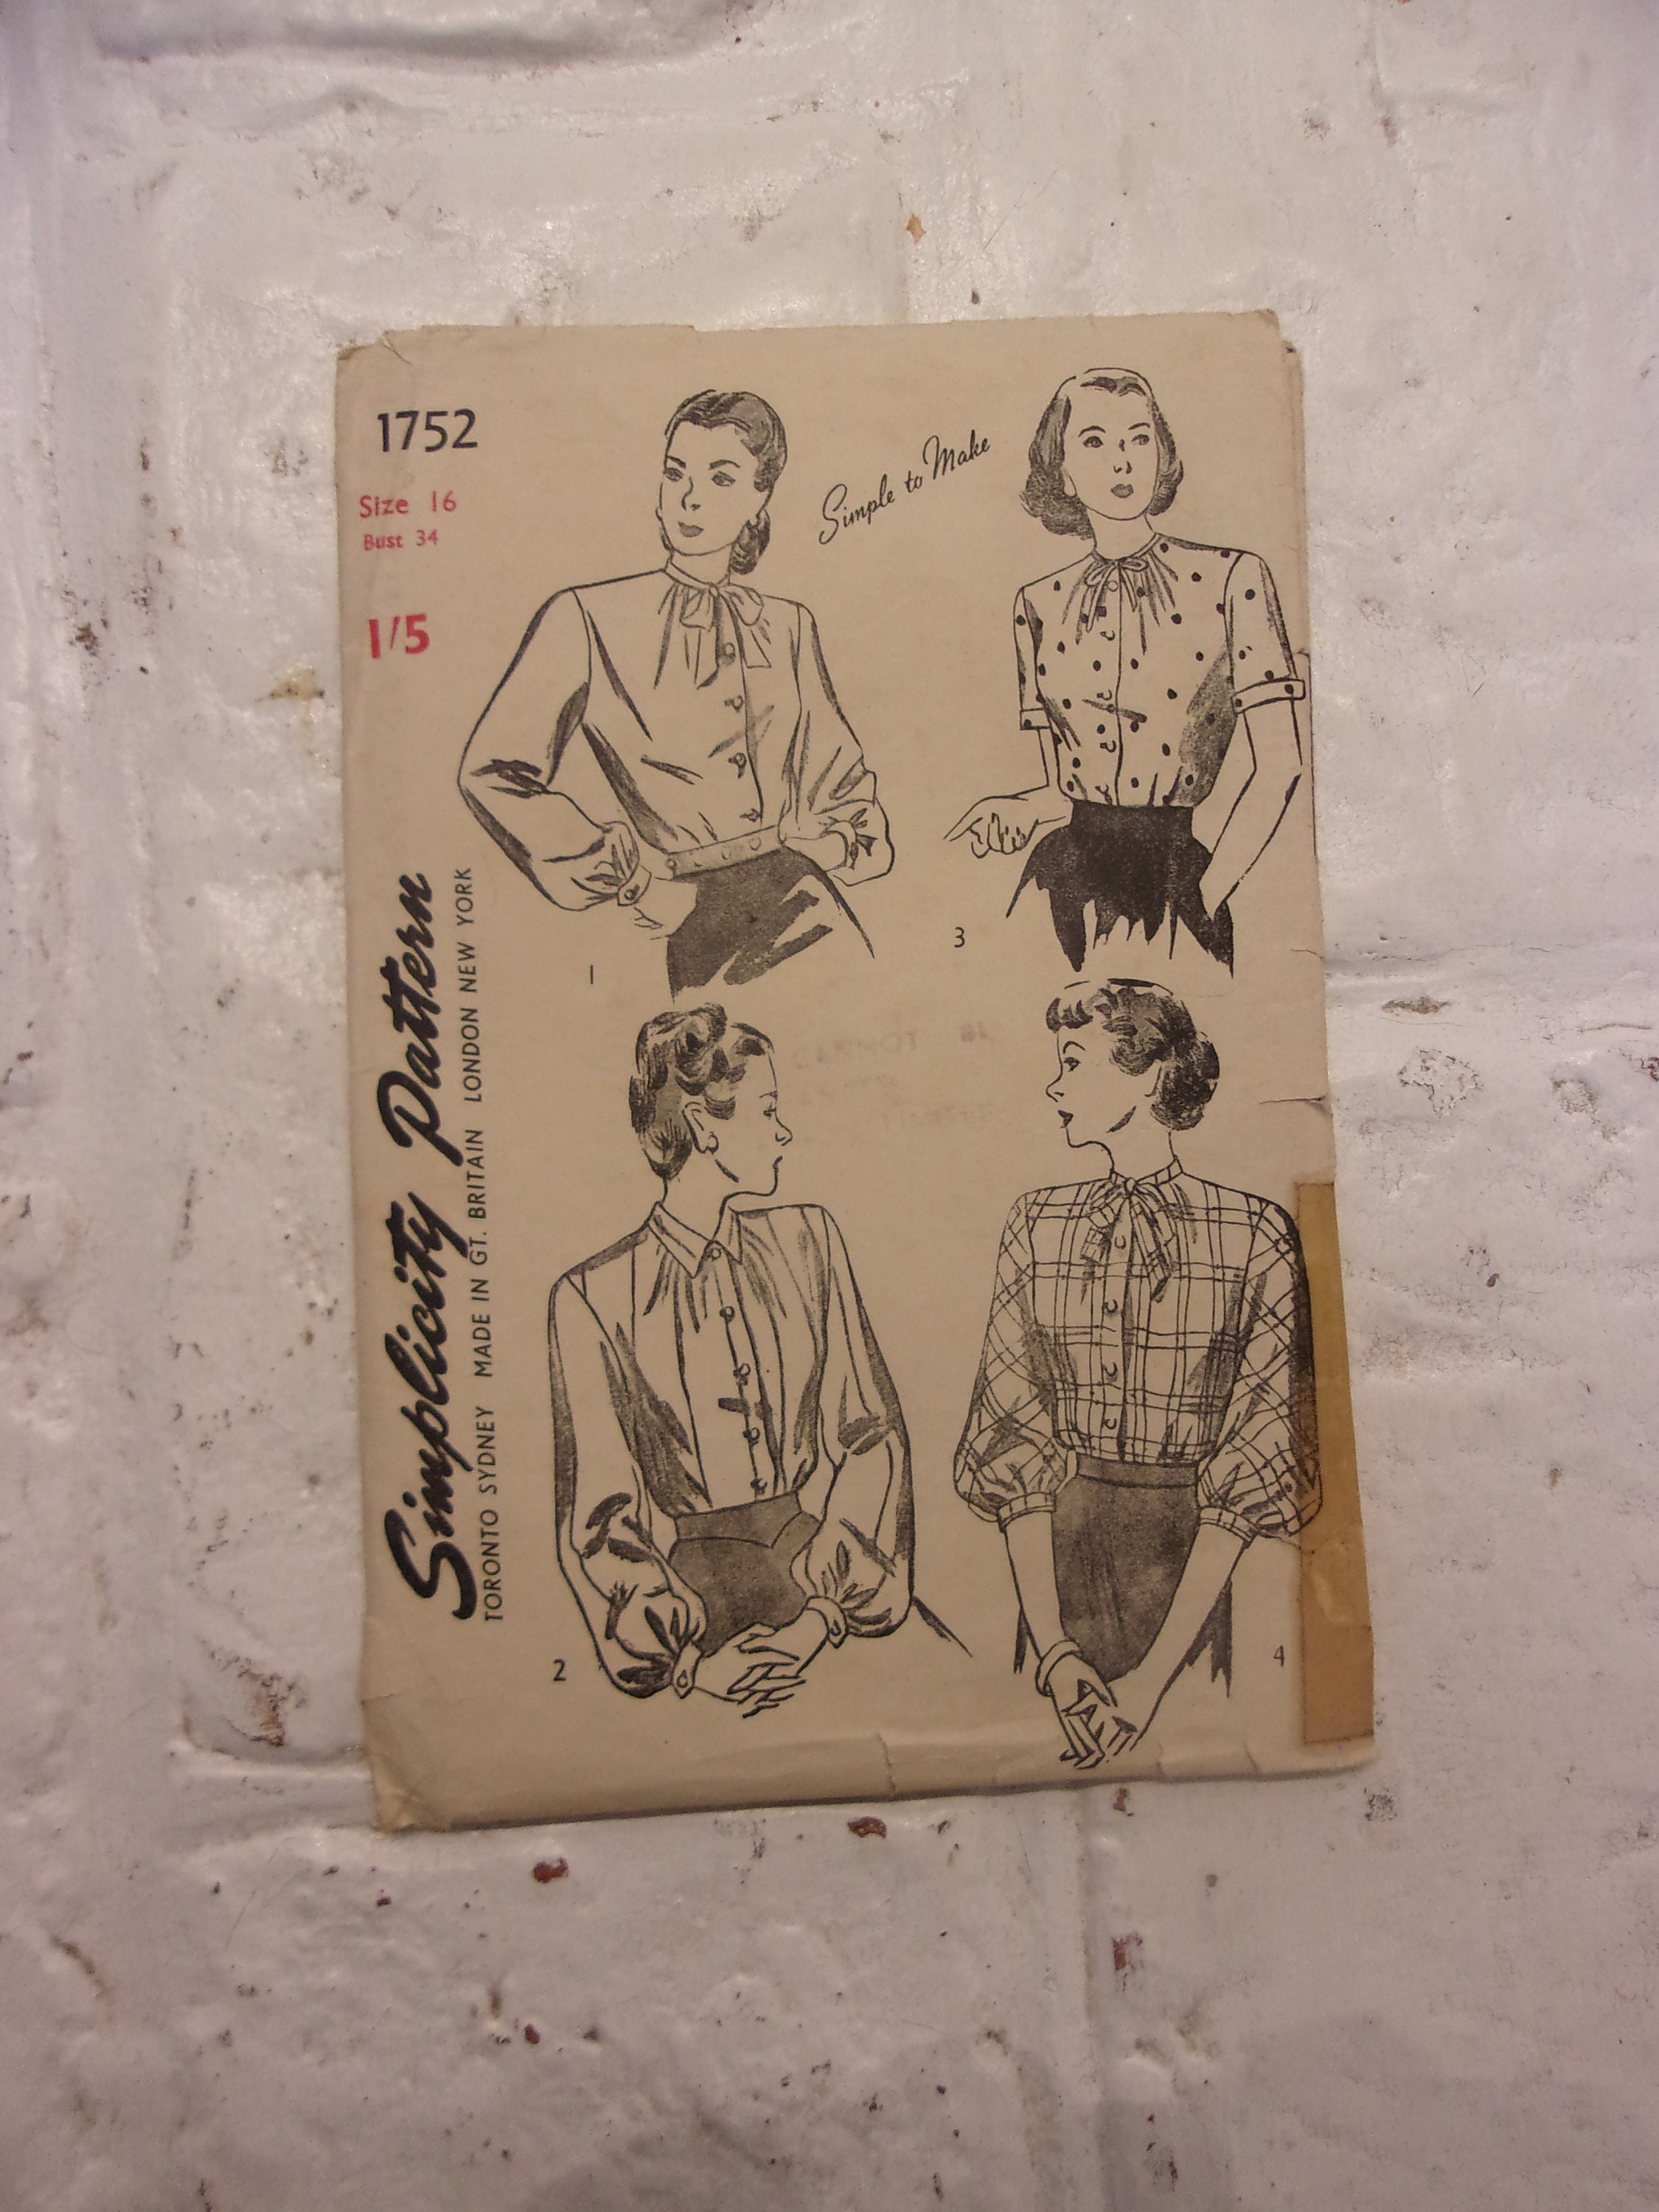 1752
Size 16
Bust 34
1/5
Simple to Make
Simplicity Pattern
TORONTO SYDNEY MADE IN GT. BRITAIN LONDON NEW YORK
1
3
2
4